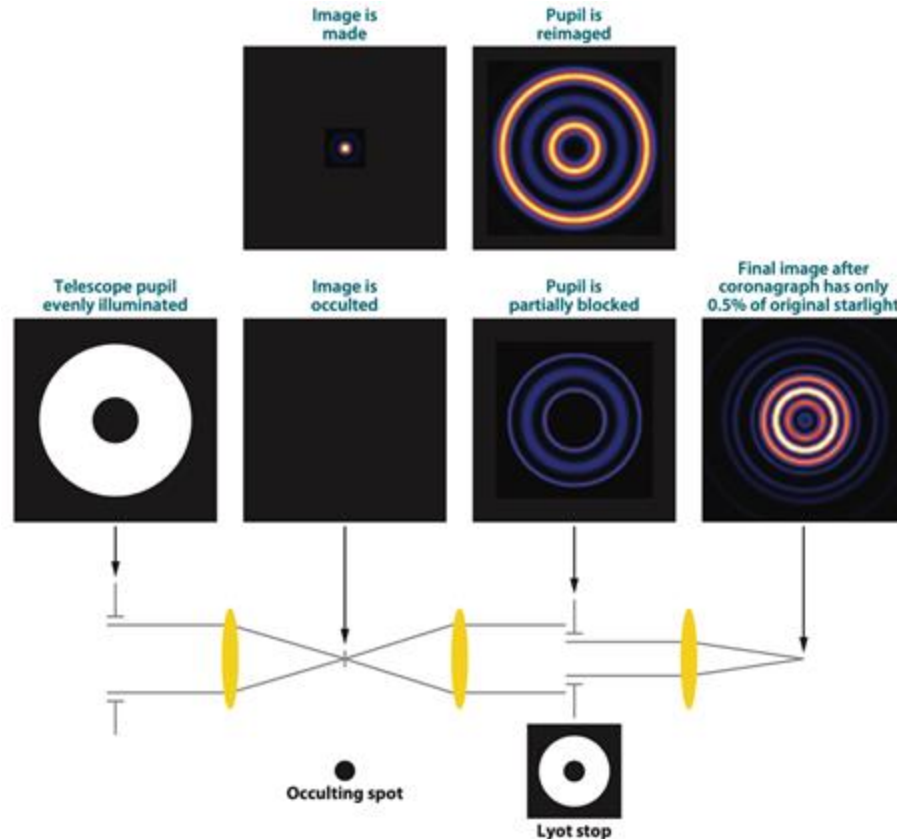 Image is
made
Pupil is
reimaged
Telescope pupil
evenly illuminated
Image is
occulted
Pupil is
partially blocked
Final image after
coronagraph has only
0.5% of original starlight
Occulting spot
Lyot stop